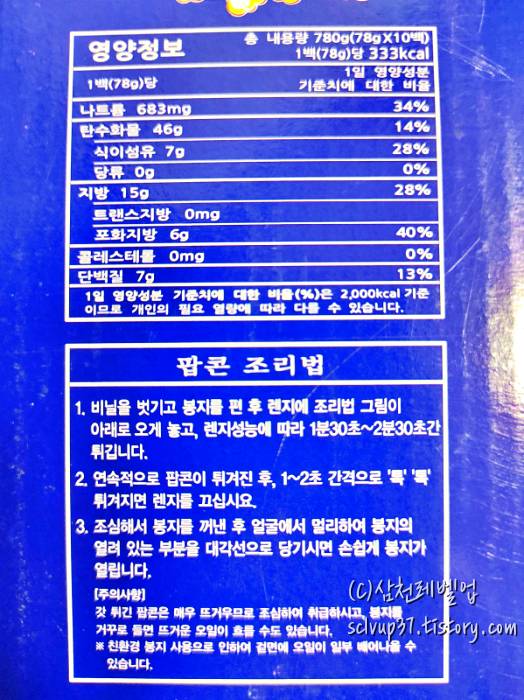 영양정보
총 내용량 780g(78gX10백)
1백(78g)당 333kcal
1백(78g)당
1일 영양성분
기준치에 대한 비율
나트륨 683mg 34%
탄수화물 46g 14%
식이섬유 7g 28%
당류 0g 0%
지방 15g 28%
트랜스지방 0mg
포화지방 6g 40%
콜레스테롤 0mg 0%
단백질 7g 13%
1일 영양성분 기준치에 대한 비율(%)은 2,000kcal 기준
이므로 개인의 필요 열량에 따라 다를 수 있습니다.
팝콘 조리법
1. 비닐을 벗기고 봉지를 편 후 렌지에 조리법 그림이
아래로 오게 놓고, 렌지성능에 따라 1분30초~2분30초간
튀깁니다.
2. 연속적으로 팝콘이 튀겨진 후, 1~2초 간격으로 '톡' '톡'
튀겨지면 렌지를 끄십시요.
3. 조심해서 봉지를 꺼낸 후 얼굴에서 멀리하여 봉지의
열려 있는 부분을 대각선으로 당기시면 손쉽게 봉지가
열립니다.
[주의사항]
갓 튀긴 팝콘은 매우 뜨거우므로 조심하여 취급하시고, 봉지를
거꾸로 들면 뜨거운 오일이 흐를 수도 있습니다.
※ 친환경 봉지 사용으로 인하여 겉면에 오일이 일부 베어나올 수
있습니다.
(C)삼천레벨업
sclvup37.tistory.com